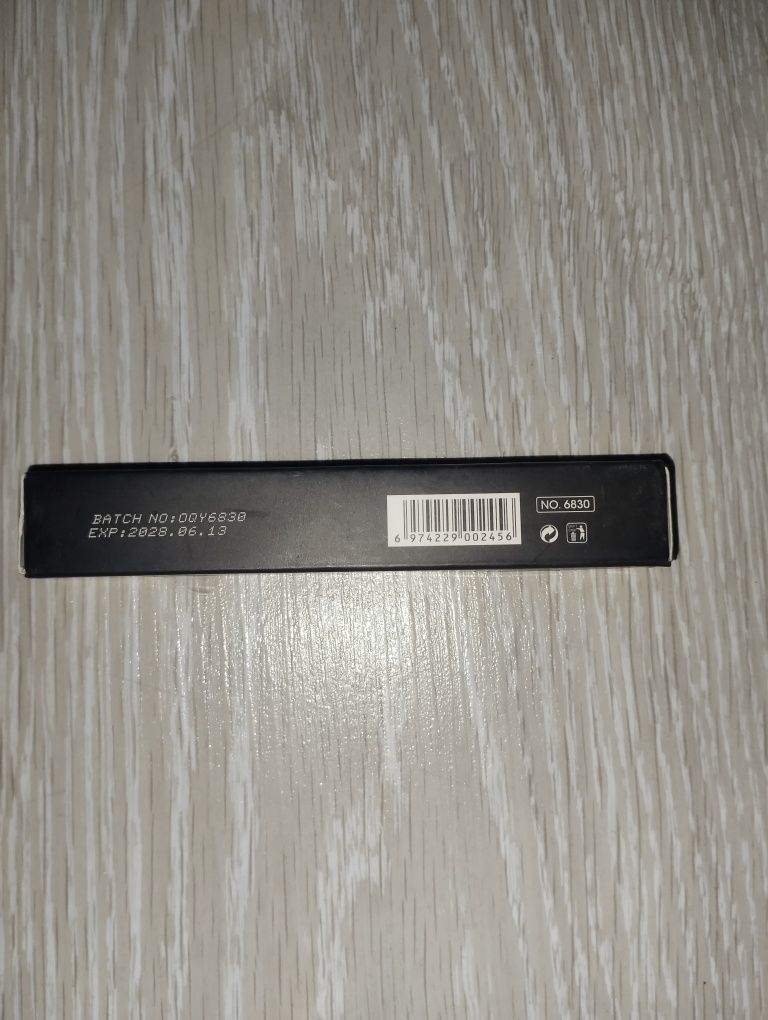 BATCH NO:OQY6830
EXP:2028.06.13
6 974229 002456
NO. 6830